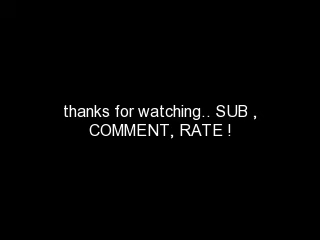 thanks for watching.. SUB ,
COMMENT, RATE !